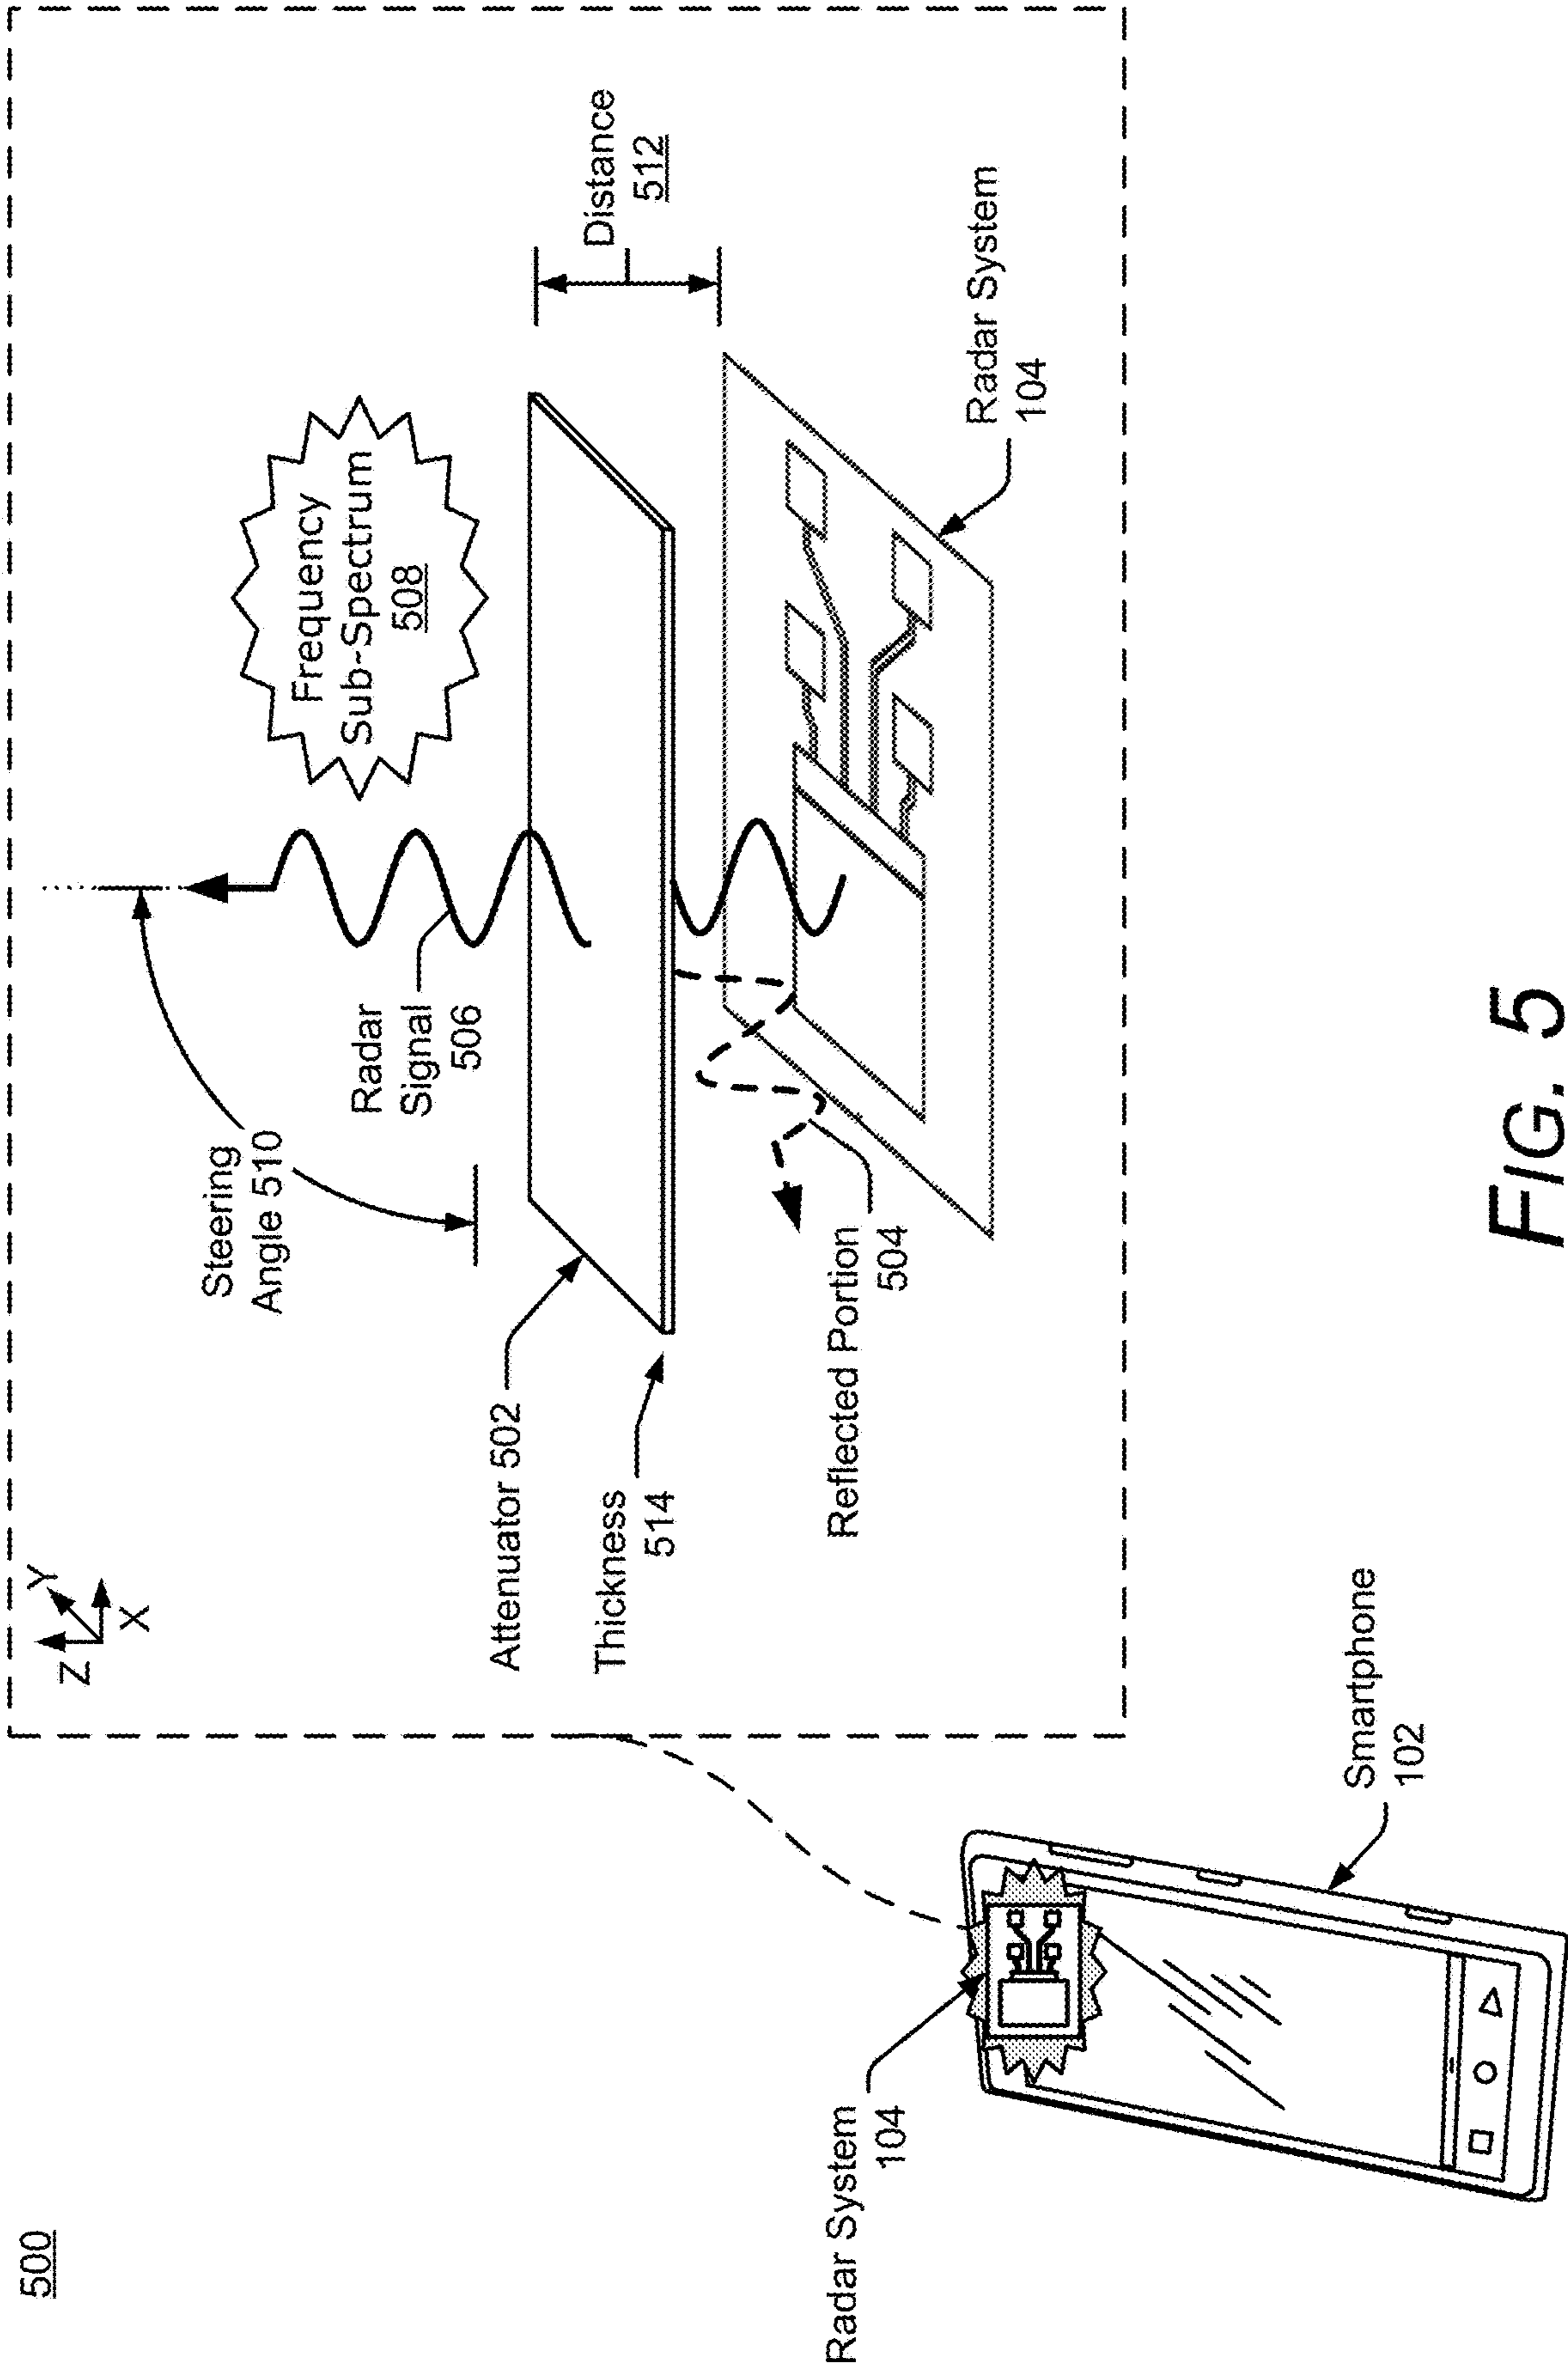 500
Z
Y
X
Steering
Angle 510
Radar
Signal
506
Frequency
Sub-Spectrum
508
Attenuator 502
Thickness
514
Distance
512
Reflected Portion
504
Radar System
104
Radar System
104
Smartphone
102
FIG. 5